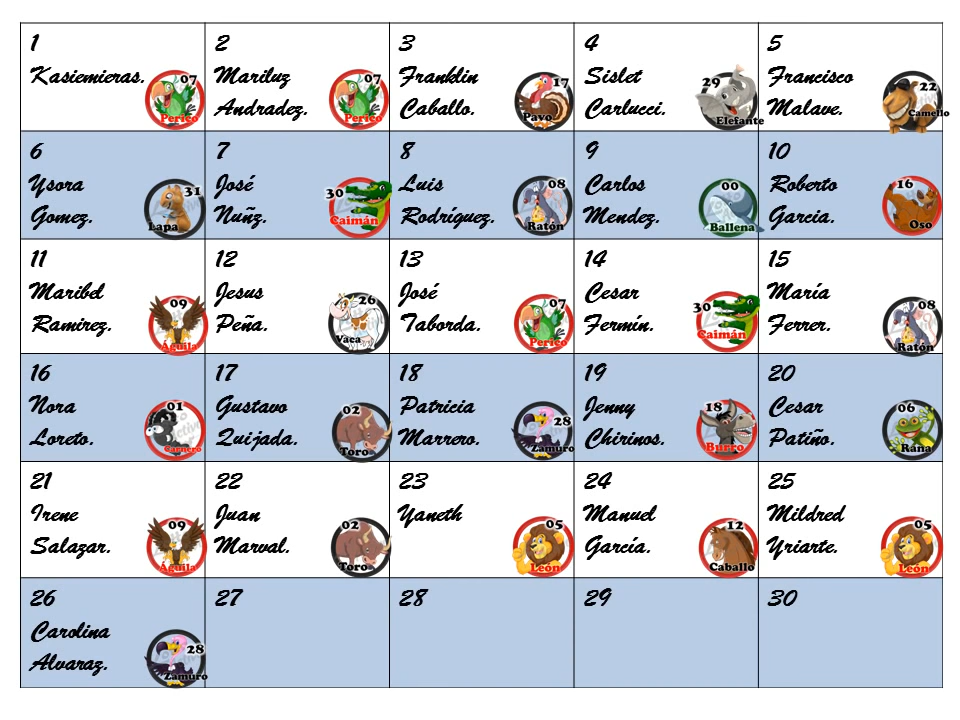 1
Kasiemieras.
07
Perico
2
Mariluz
Andradez.
07
Perico
3
Franklin
Caballo.
17
Pavo
4
Sislet
Carlucci.
29
Elefante
5
Francisco
Malave.
22
Camello
6
Ysora
Gomez.
31
Lapa
7
José
Nuñz.
30
Caimán
8
Luis
Rodríguez.
08
Ratón
9
Carlos
Mendez.
00
Ballena
10
Roberto
García.
16
Oso
11
Maribel
Ramirez.
09
Águila
12
Jesus
Peña.
26
Vaca
13
José
Taborda.
07
Perico
14
Cesar
Fermín.
30
Caimán
15
María
Ferrer.
08
Ratón
16
Nora
Loreto.
01
Carnero
17
Gustavo
Quijada.
02
Toro
18
Patricia
Marrero.
28
Zamuro
19
Jenny
Chirinos.
18
Burro
20
Cesar
Patiño.
06
Rana
21
Irene
Salazar.
09
Águila
22
Juan
Marval.
02
Toro
23
Yaneth
05
León
24
Manuel
García.
12
Caballo
25
Mildred
Yriarte.
05
León
26
Carolina
Alvaraz.
28
Zamuro
27
28
29
30